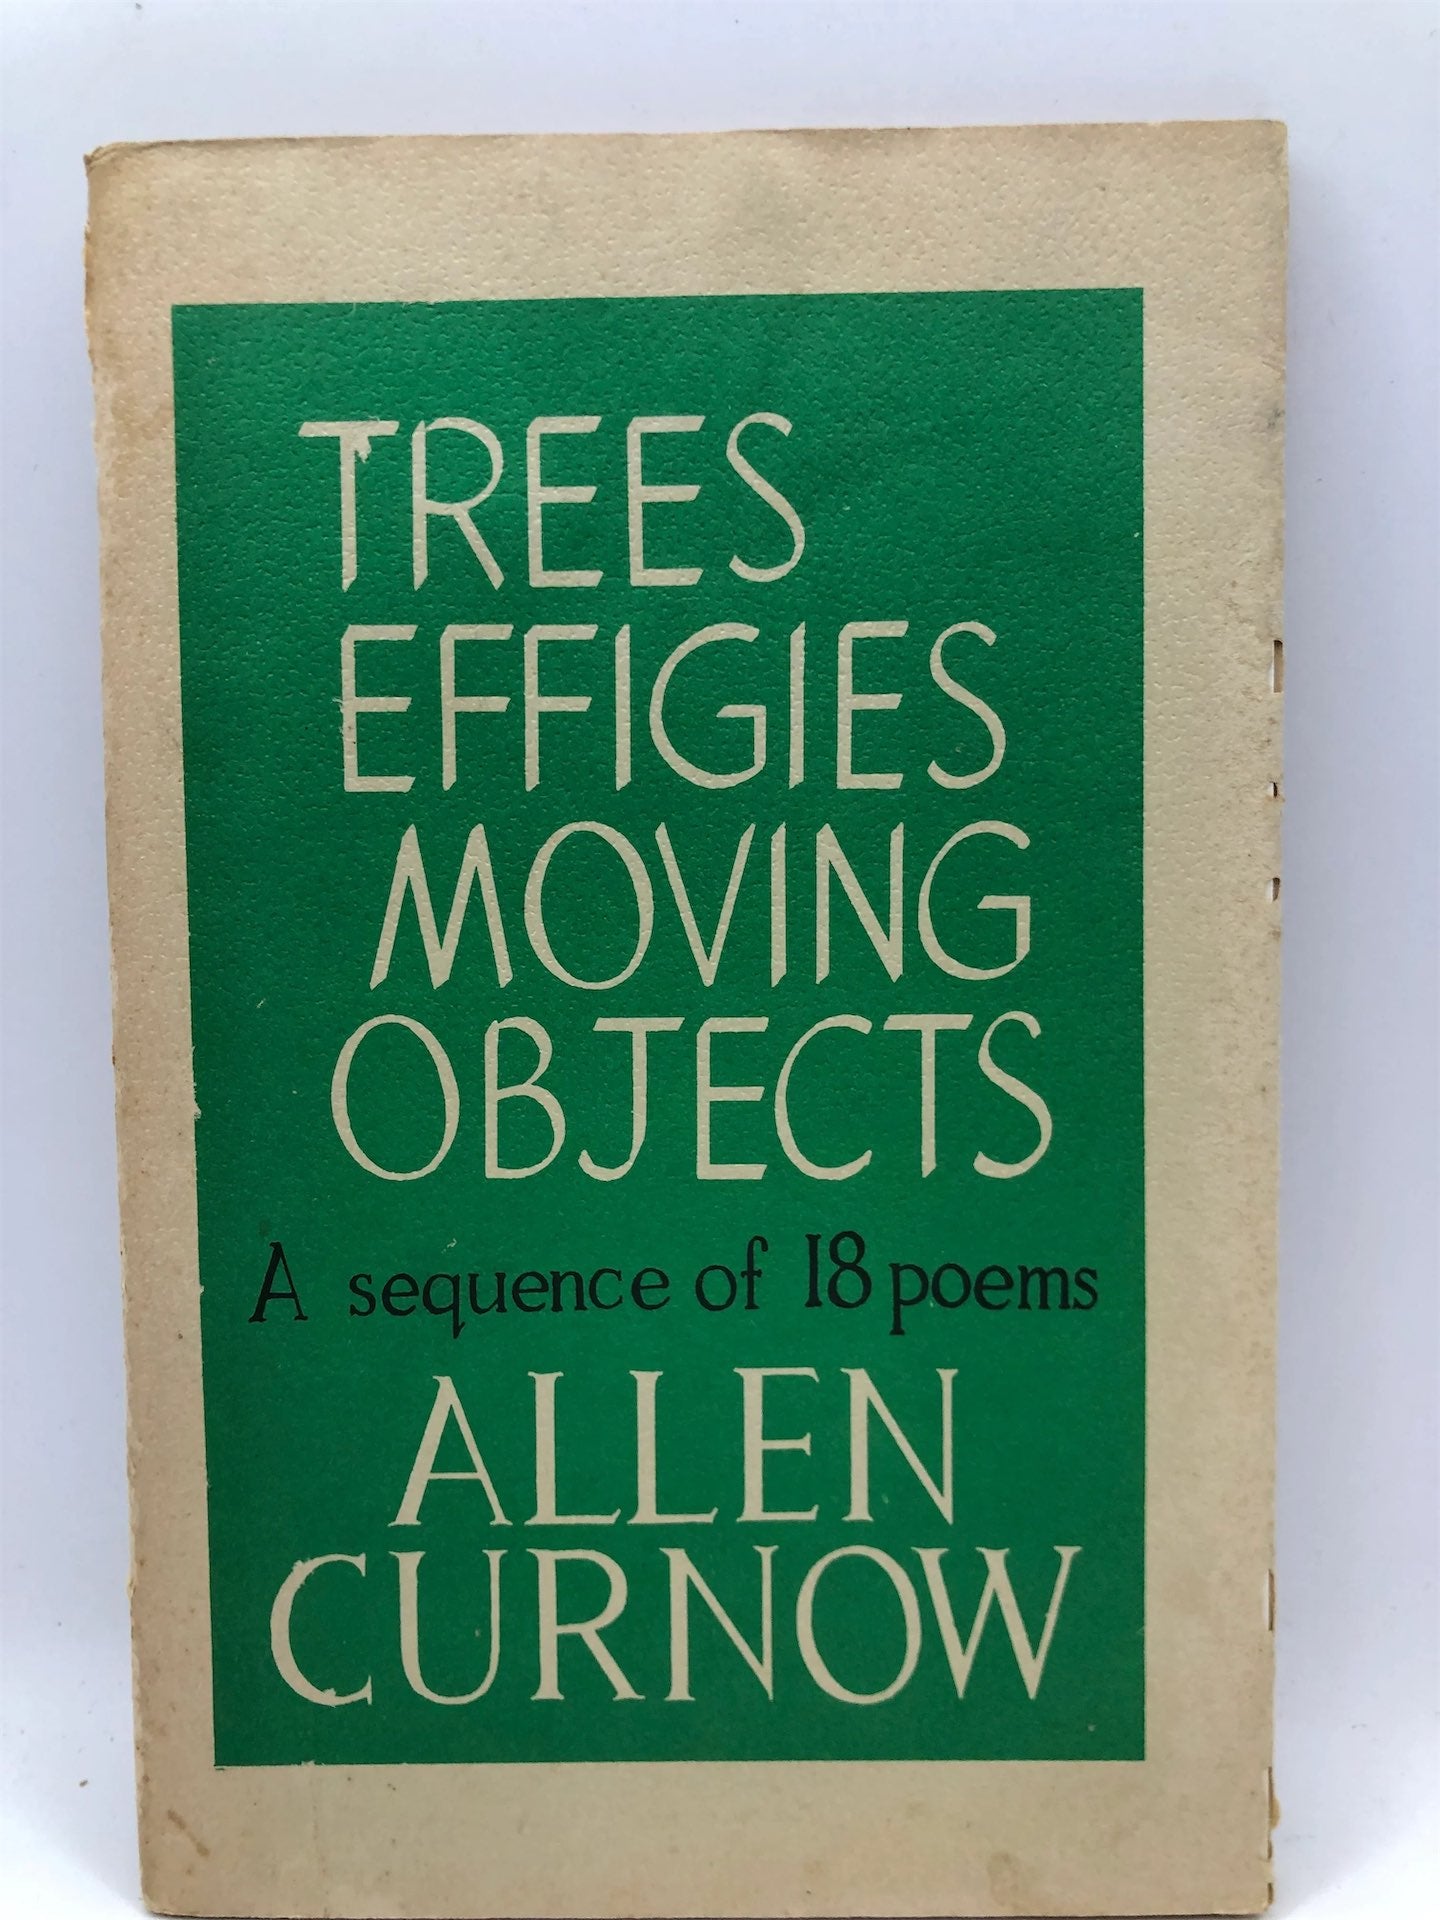 TREES
EFFIGIES
MOVING
OBJECTS
A sequence of 18 poems
ALLEN
CURNOW